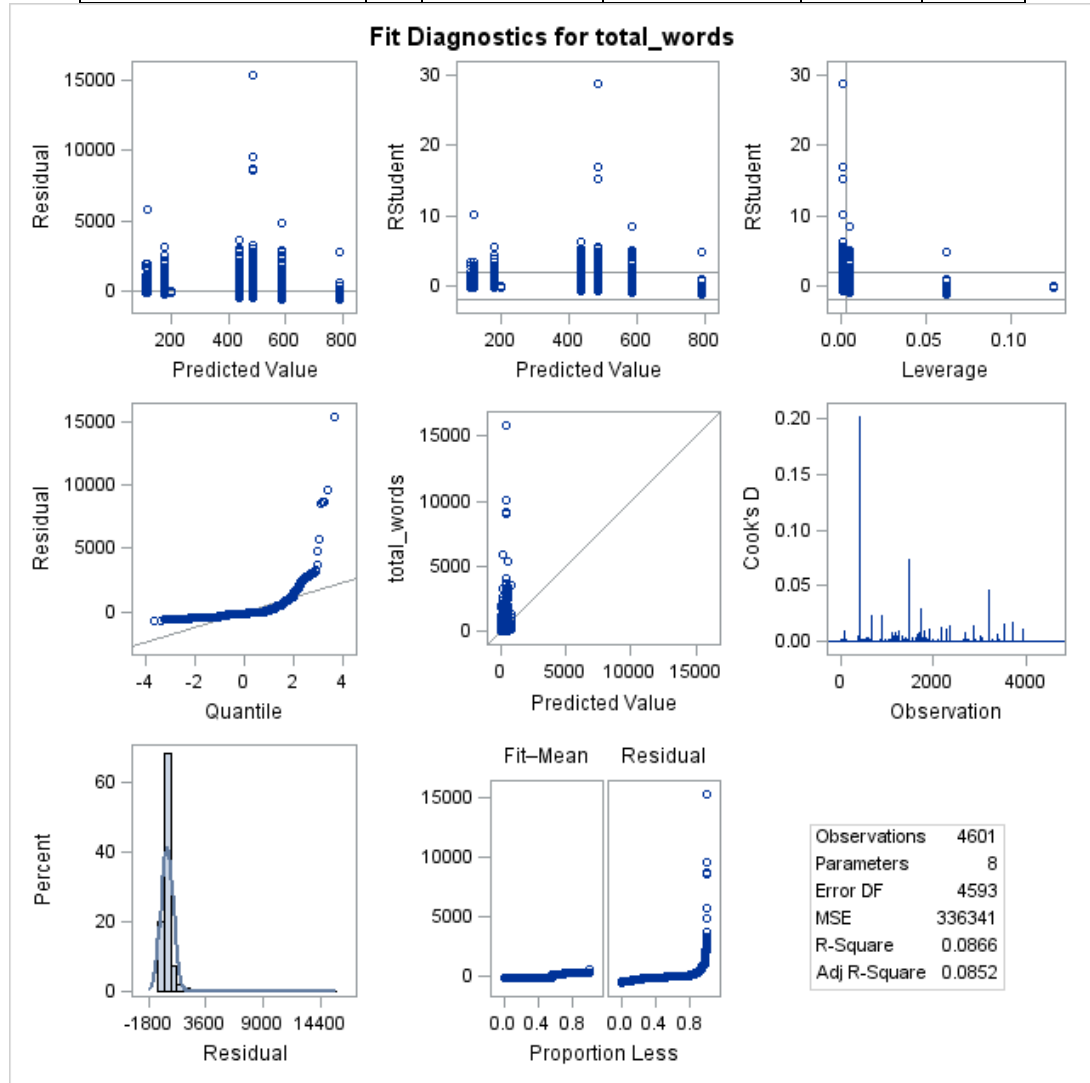 Fit Diagnostics for total_words
15000
10000
5000
0
Residual
200 400 600 800
Predicted Value
30
20
10
0
RStudent
200 400 600 800
Predicted Value
30
20
10
0
RStudent
0.00 0.05 0.10
Leverage
15000
10000
5000
0
Residual
-4 -2 0 2 4
Quantile
15000
10000
5000
0
total_words
0 5000 10000 15000
Predicted Value
0.20
0.15
0.10
0.05
0.00
Cook's D
0 2000 4000
Observation
60
40
20
0
Percent
-1800 3600 9000 14400
Residual
Fit–Mean Residual
15000
10000
5000
0
0.0 0.4 0.8 0.0 0.4 0.8
Proportion Less
Observations 4601
Parameters 8
Error DF 4593
MSE 336341
R-Square 0.0866
Adj R-Square 0.0852